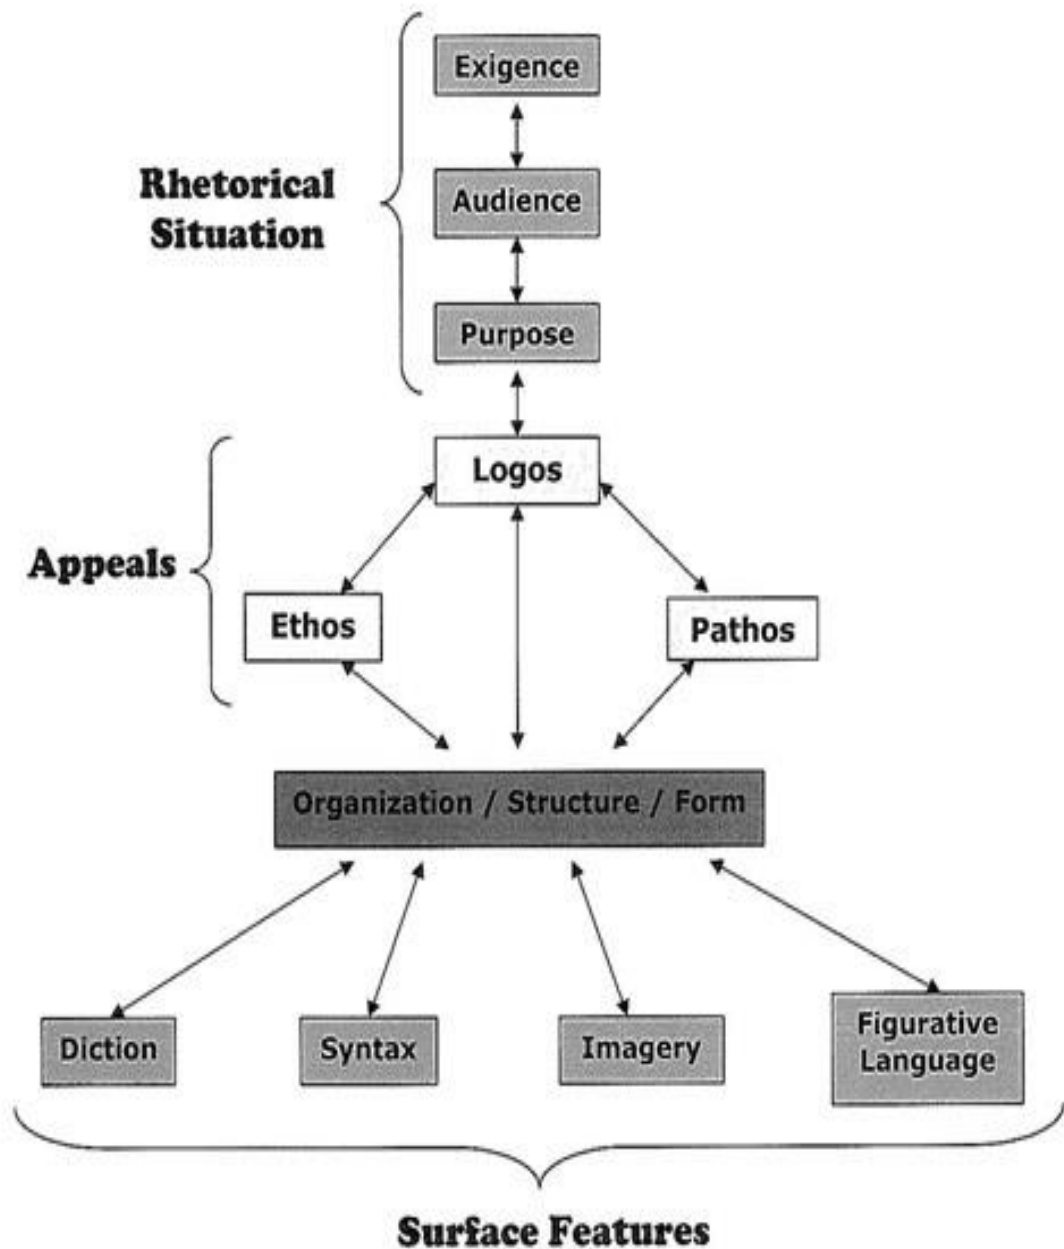 Exigence
Rhetorical
Situation
Audience
Purpose
Logos
Appeals
Ethos
Pathos
Organization / Structure / Form
Diction
Syntax
Imagery
Figurative
Language
Surface Features